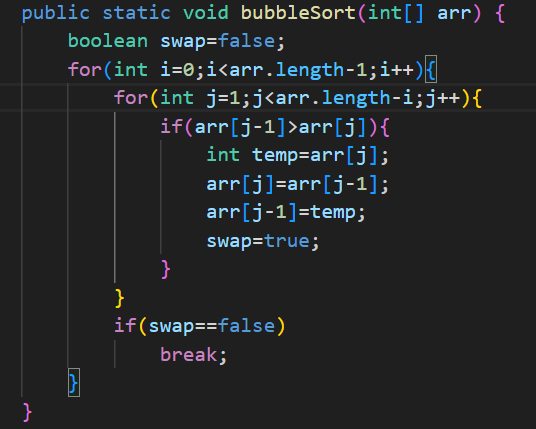 public static void bubbleSort(int[] arr) {
    boolean swap=false;
    for(int i=0;i<arr.length-1;i++){
        for(int j=1;j<arr.length-i;j++){
            if(arr[j-1]>arr[j]){
                int temp=arr[j];
                arr[j]=arr[j-1];
                arr[j-1]=temp;
                swap=true;
            }
        }
        if(swap==false)
            break;
    }
}